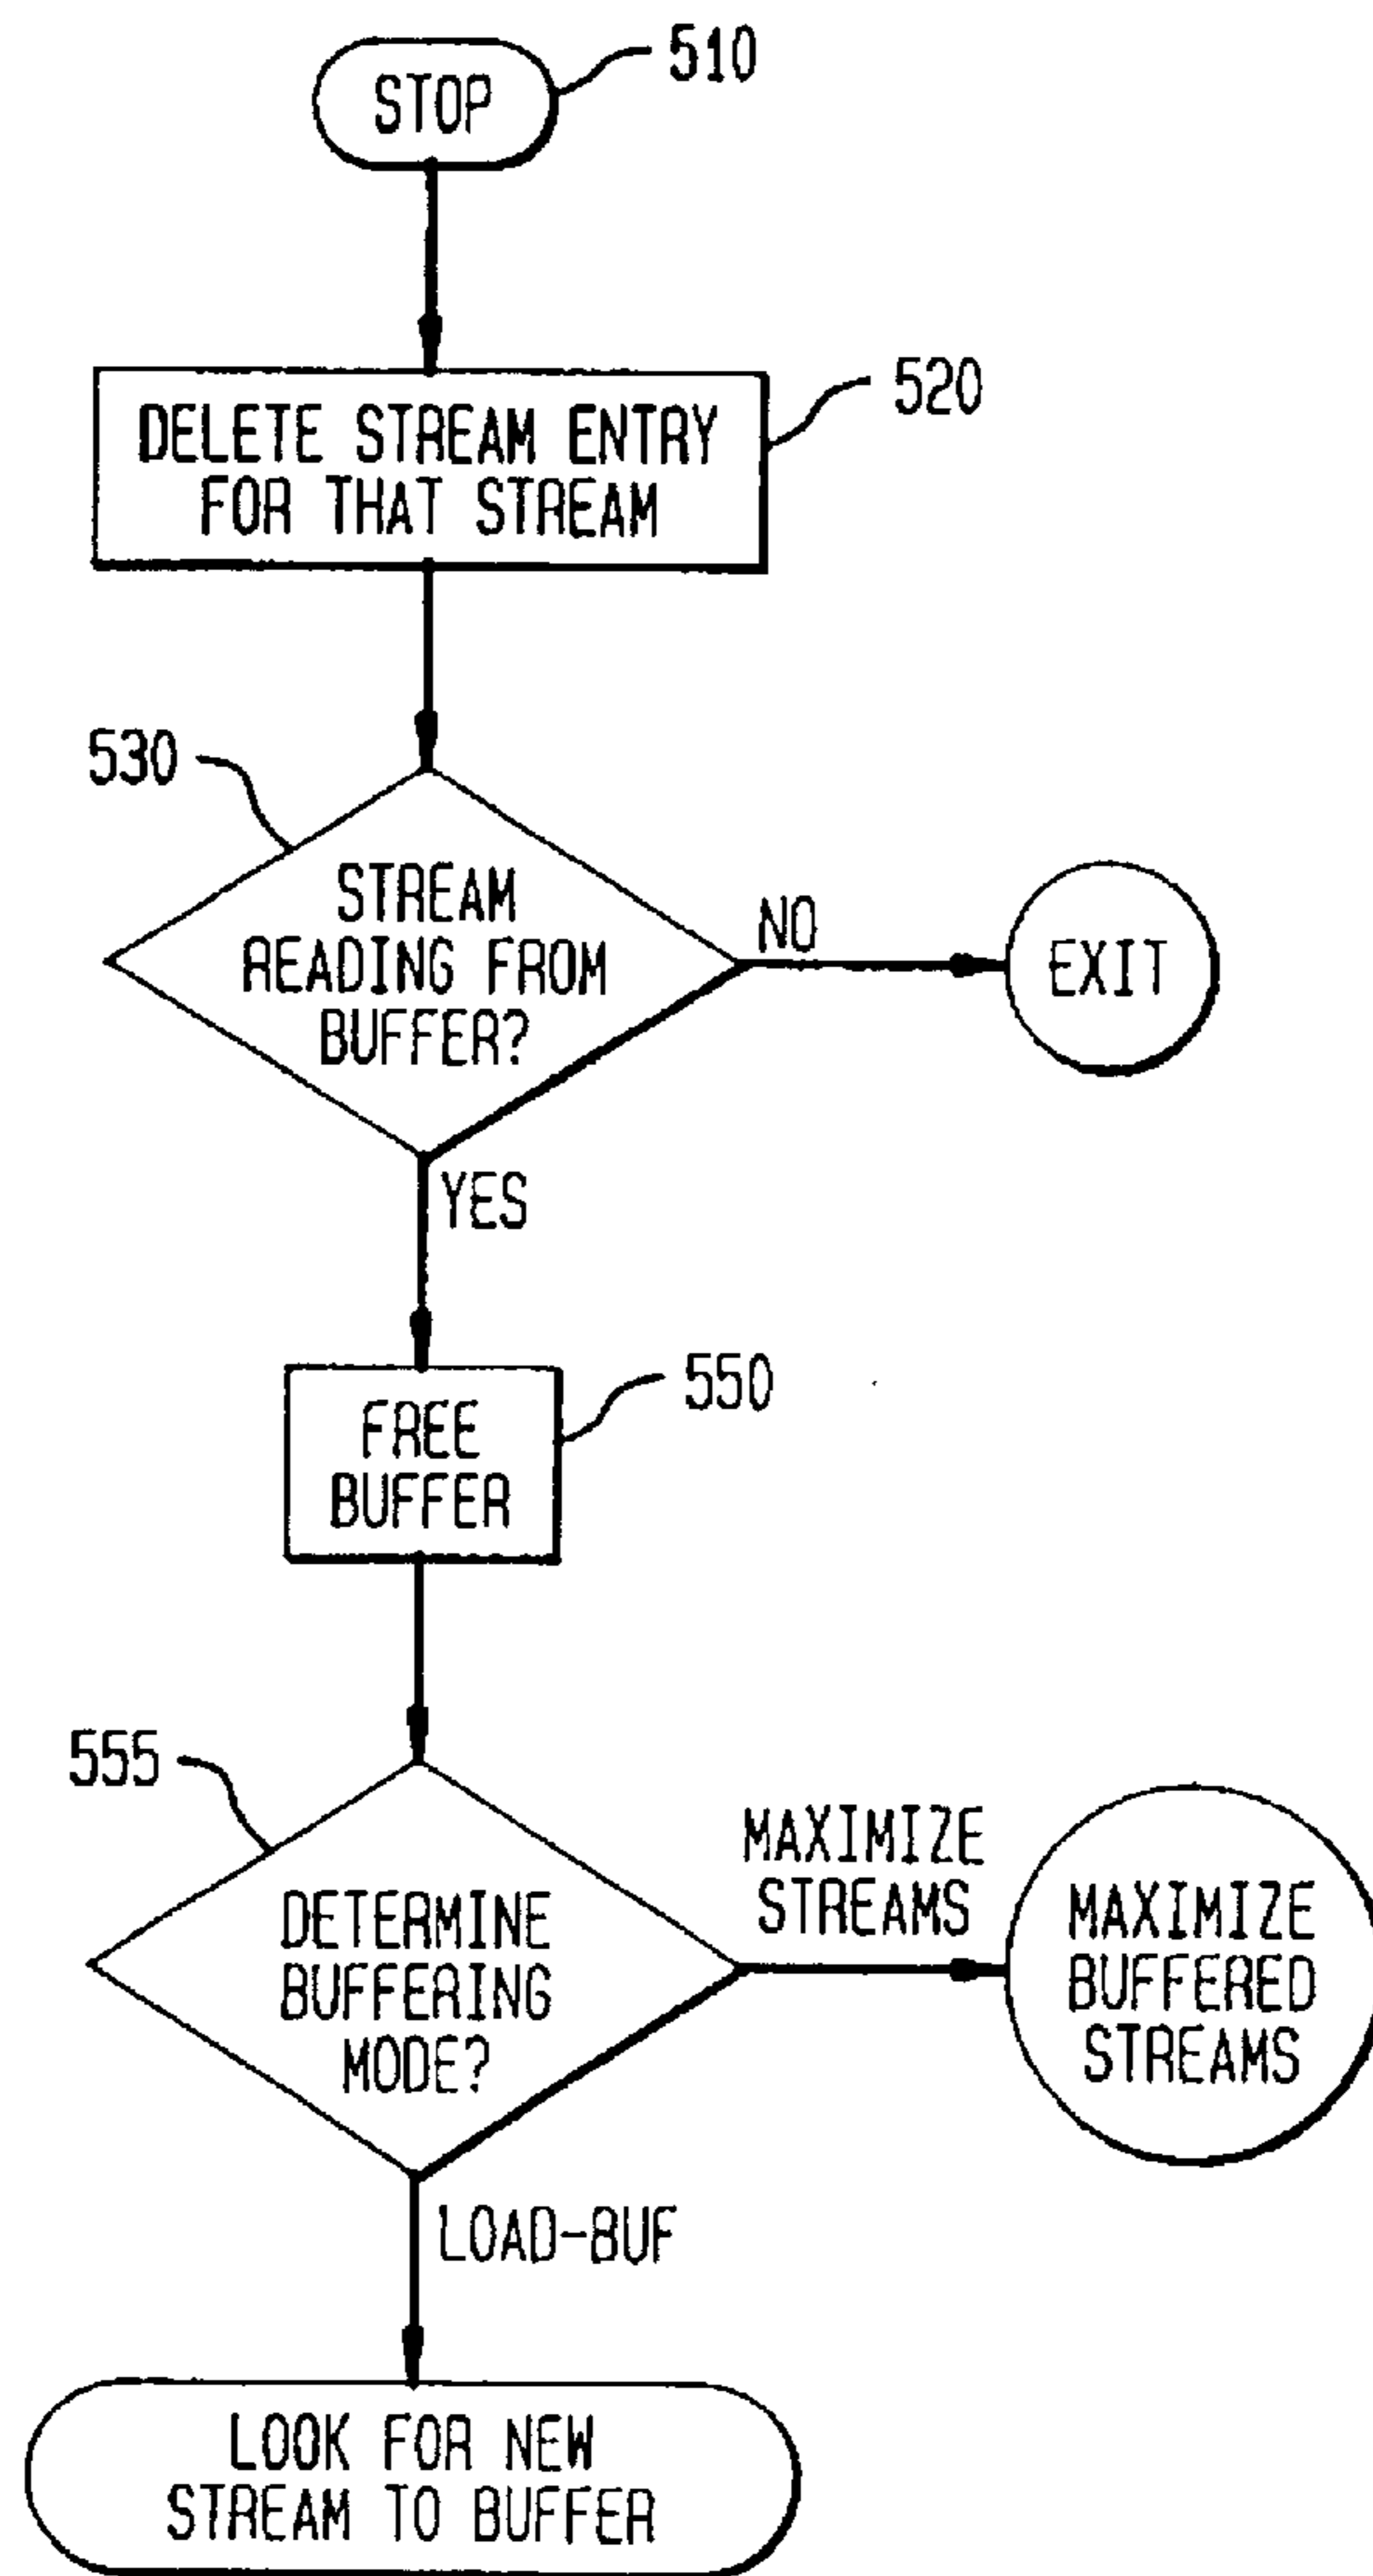 STOP
510
DELETE STREAM ENTRY
FOR THAT STREAM
520
530
STREAM
READING FROM
BUFFER?
NO
EXIT
YES
FREE
BUFFER
550
555
DETERMINE
BUFFERING
MODE?
MAXIMIZE
STREAMS
MAXIMIZE
BUFFERED
STREAMS
LOAD-BUF
LOOK FOR NEW
STREAM TO BUFFER